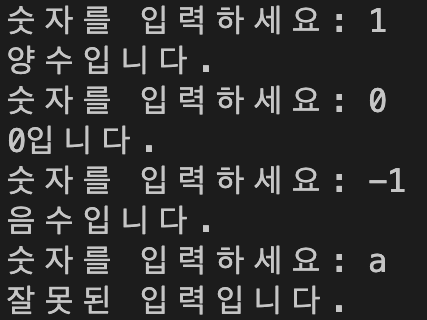 숫자를 입력하세요: 1
양수입니다.
숫자를 입력하세요: 0
0입니다.
숫자를 입력하세요: -1
음수입니다.
숫자를 입력하세요: a
잘못된 입력입니다.